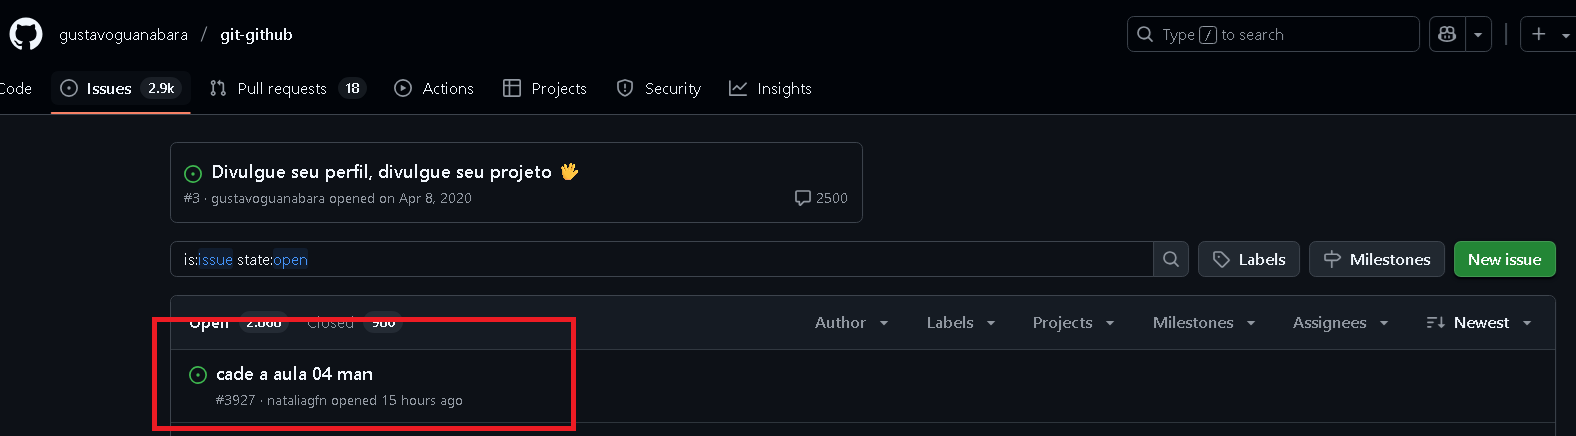 gustavoguanabara / git-github
Type / to search
Code Issues 2.9k Pull requests 18 Actions Projects Security Insights
Divulgue seu perfil, divulgue seu projeto 👋
#3 · gustavoguanabara opened on Apr 8, 2020
2500
is:issue state:open
Labels Milestones New issue
Open Closed
Author Labels Projects Milestones Assignees Newest
cade a aula 04 man
#3927 · nataliagfn opened 15 hours ago